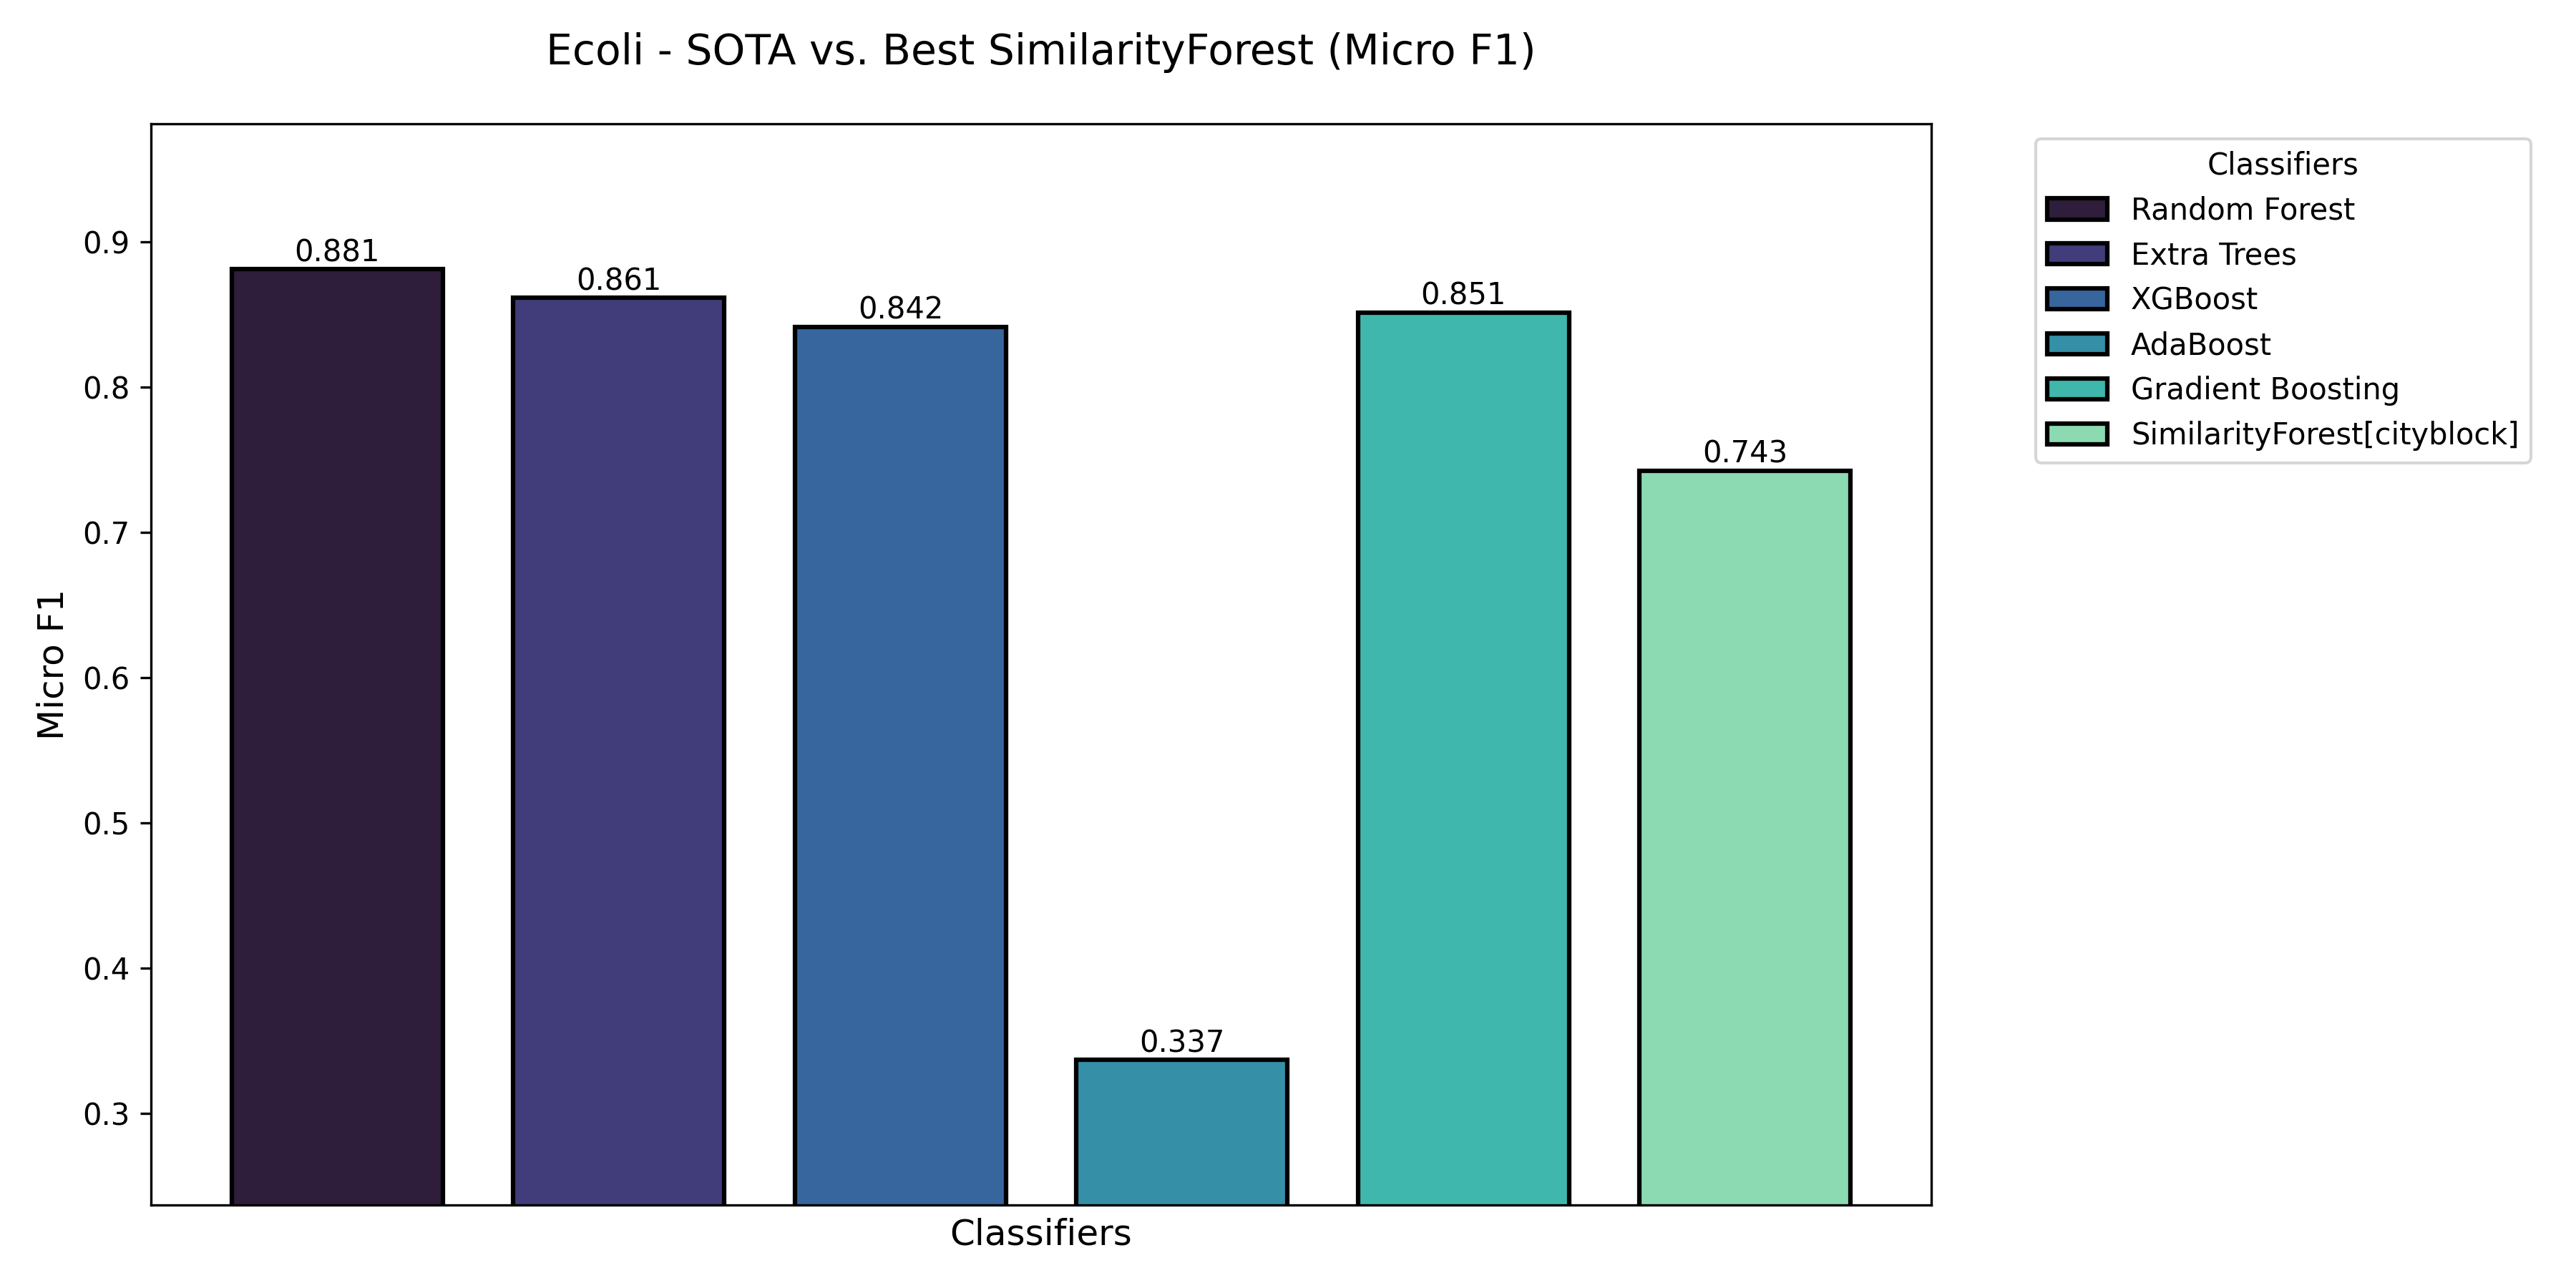 Ecoli - SOTA vs. Best SimilarityForest (Micro F1)
Micro F1
0.9
0.8
0.7
0.6
0.5
0.4
0.3
0.881
0.861
0.842
0.337
0.851
0.743
Classifiers
Classifiers
Random Forest
Extra Trees
XGBoost
AdaBoost
Gradient Boosting
SimilarityForest[cityblock]